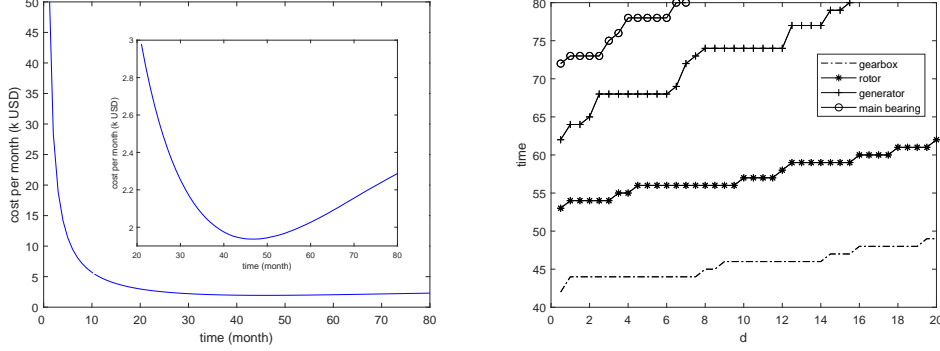 50
45
40
35
30
25
20
15
10
5
0
cost per month (k USD)
0 10 20 30 40 50 60 70 80
time (month)
3
2.8
2.6
2.4
2.2
2
cost per month (k USD)
20 30 40 50 60 70 80
time (month)
80
75
70
65
60
55
50
45
40
time
0 2 4 6 8 10 12 14 16 18 20
d
gearbox
rotor
generator
main bearing